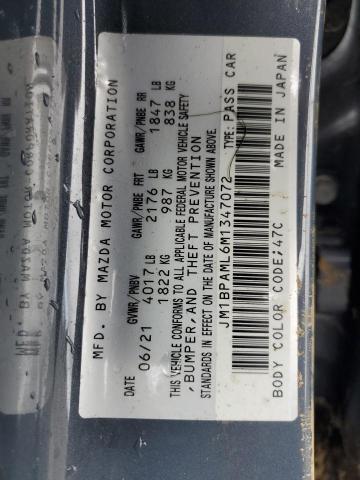 MFD. BY MAZDA MOTOR CORPORATION
DATE GVWR/PNBV GAWR/PNBE FRT GAWR/PNBE RR
06/21 4017 LB 2176 LB 1847 LB
1822 KG 987 KG 838 KG
THIS VEHICLE CONFORMS TO ALL APPLICABLE FEDERAL MOTOR VEHICLE SAFETY
,BUMPER,AND THEFT PREVENTION
STANDARDS IN EFFECT ON THE DATE OF MANUFACTURE SHOWN ABOVE.
JM1BPAML6M1347072 TYPE: PASS CAR
BODY COLOR CODE/47C MADE IN JAPAN